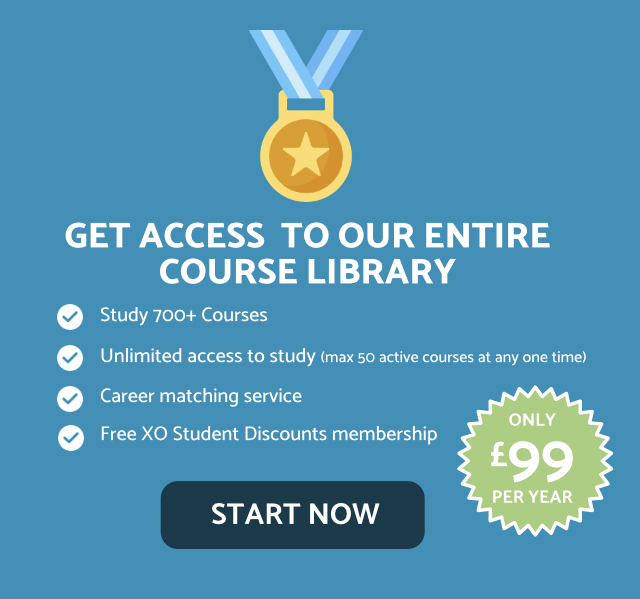 GET ACCESS TO OUR ENTIRE
COURSE LIBRARY
Study 700+ Courses
Unlimited access to study (max 50 active courses at any one time)
Career matching service
Free XO Student Discounts membership
ONLY
£99
PER YEAR
START NOW